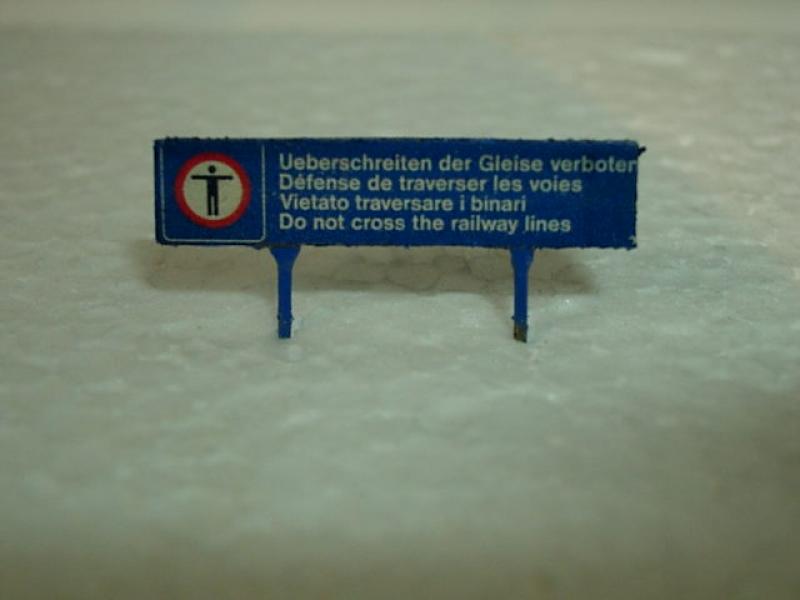 Ueberschreiten der Gleise verboten
Défense de traverser les voies
Vietato traversare i binari
Do not cross the railway lines